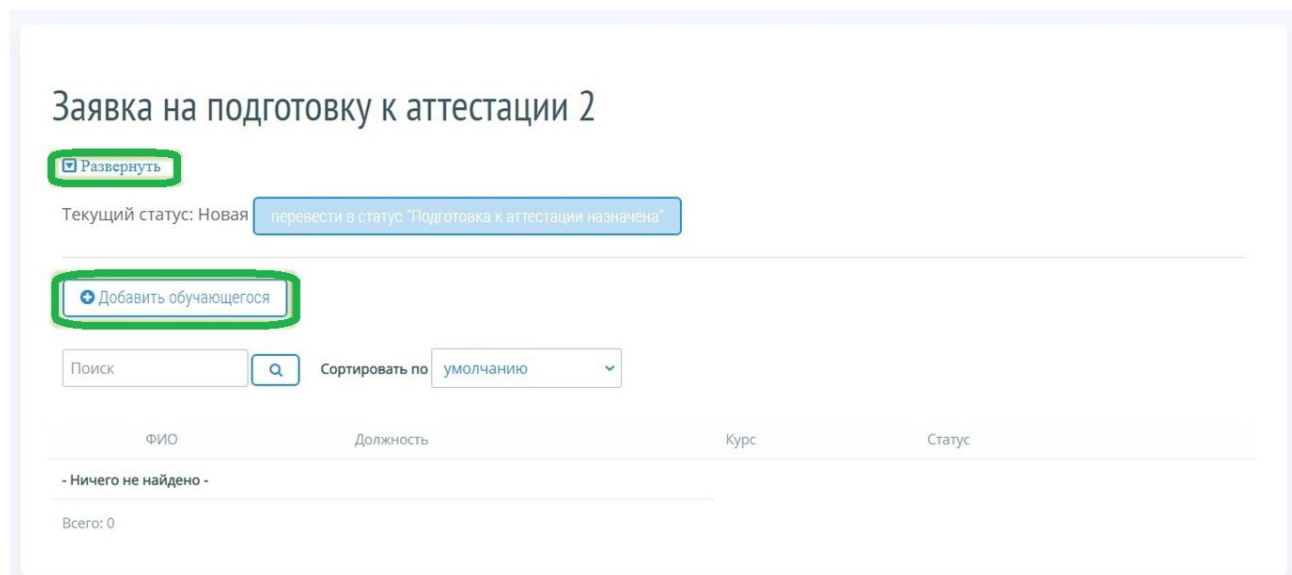 Заявка на подготовку к аттестации 2
Развернуть
Текущий статус: Новая перевести в статус "Подготовка к аттестации назначена"
Добавить обучающегося
Поиск Сортировать по умолчанию
ФИО Должность Курс Статус
- Ничего не найдено -
Всего: 0